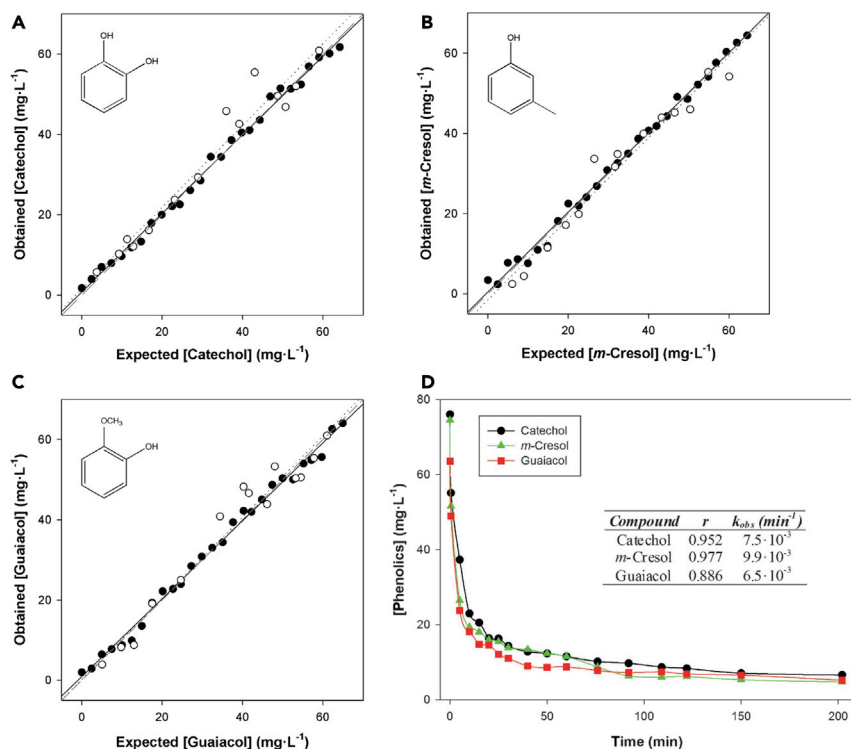 A
OH
OH
Obtained [Catechol] (mg·L⁻¹)
60
40
20
0
0 20 40 60
Expected [Catechol] (mg·L⁻¹)
B
OH
Obtained [m-Cresol] (mg·L⁻¹)
60
40
20
0
0 20 40 60
Expected [m-Cresol] (mg·L⁻¹)
C
OCH₃
OH
Obtained [Guaiacol] (mg·L⁻¹)
60
40
20
0
0 20 40 60
Expected [Guaiacol] (mg·L⁻¹)
D
[Phenolics] (mg·L⁻¹)
80
60
40
20
0
Catechol
m-Cresol
Guaiacol
Compound r k_obs (min⁻¹)
Catechol 0.952 7.5·10⁻³
m-Cresol 0.977 9.9·10⁻³
Guaiacol 0.886 6.5·10⁻³
0 50 100 150 200
Time (min)